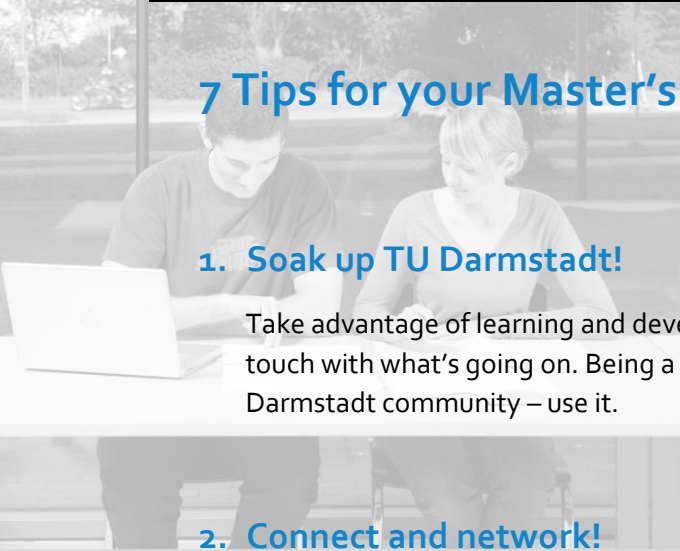 7 Tips for your Master's
1. Soak up TU Darmstadt!
Take advantage of learning and deve
touch with what's going on. Being a
Darmstadt community – use it.
2. Connect and network!